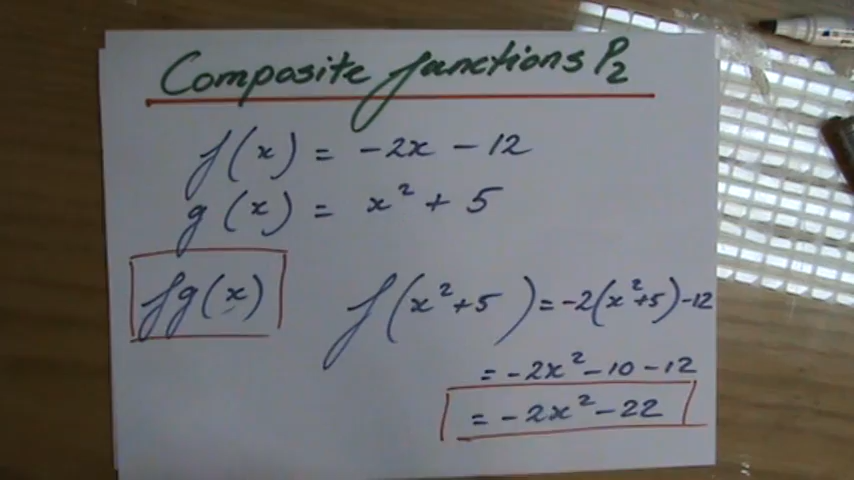 Composite functions P₂
f(x) = -2x - 12
g(x) = x² + 5
fg(x)
f(x²+5) = -2(x²+5)-12
= -2x²-10-12
= -2x²-22